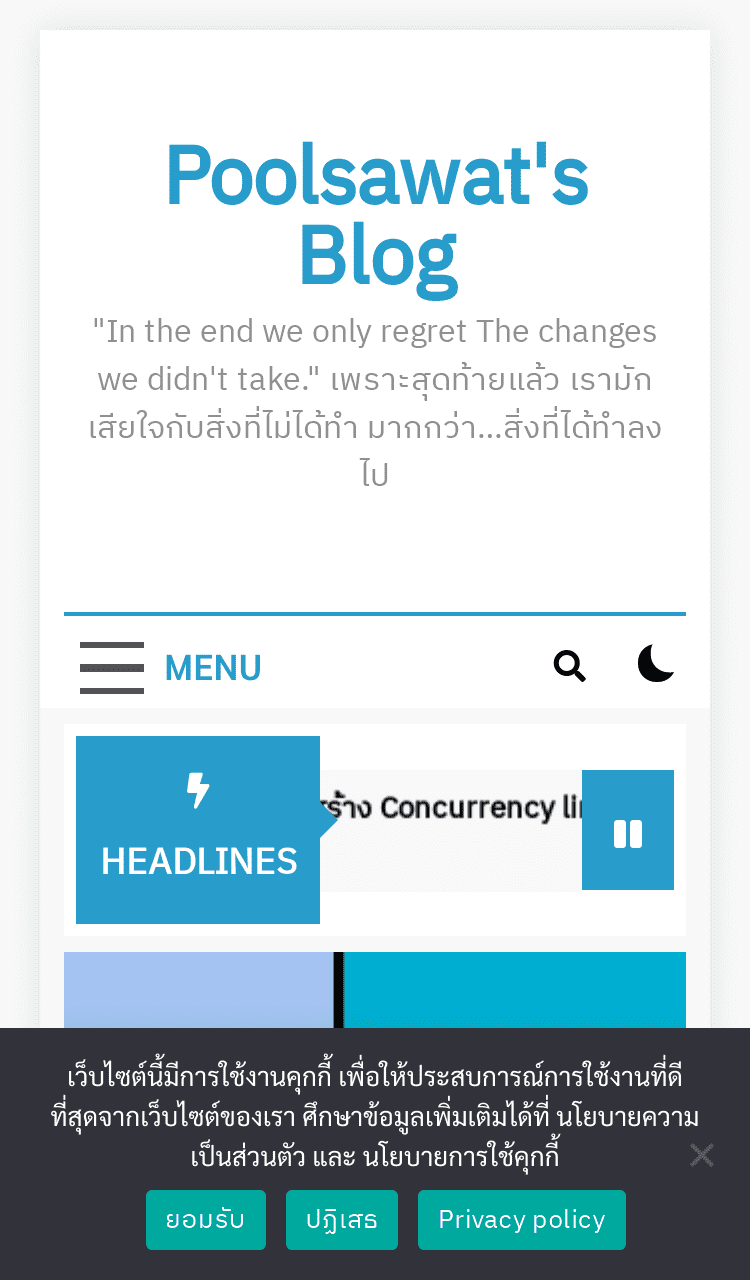 Poolsawat's
Blog
"In the end we only regret The changes
we didn't take." เพราะสุดท้ายแล้ว เรามัก
เสียใจกับสิ่งที่ไม่ได้ทำ มากกว่า...สิ่งที่ได้ทำลง
ไป
MENU
HEADLINES
Concurrency
เว็บไซต์นี้มีการใช้งานคุกกี้ เพื่อให้ประสบการณ์การใช้งานที่ดี
ที่สุดจากเว็บไซต์ของเรา ศึกษาข้อมูลเพิ่มเติมได้ที่ นโยบายความ
เป็นส่วนตัว และ นโยบายการใช้คุกกี้
ยอมรับ
ปฏิเสธ
Privacy policy